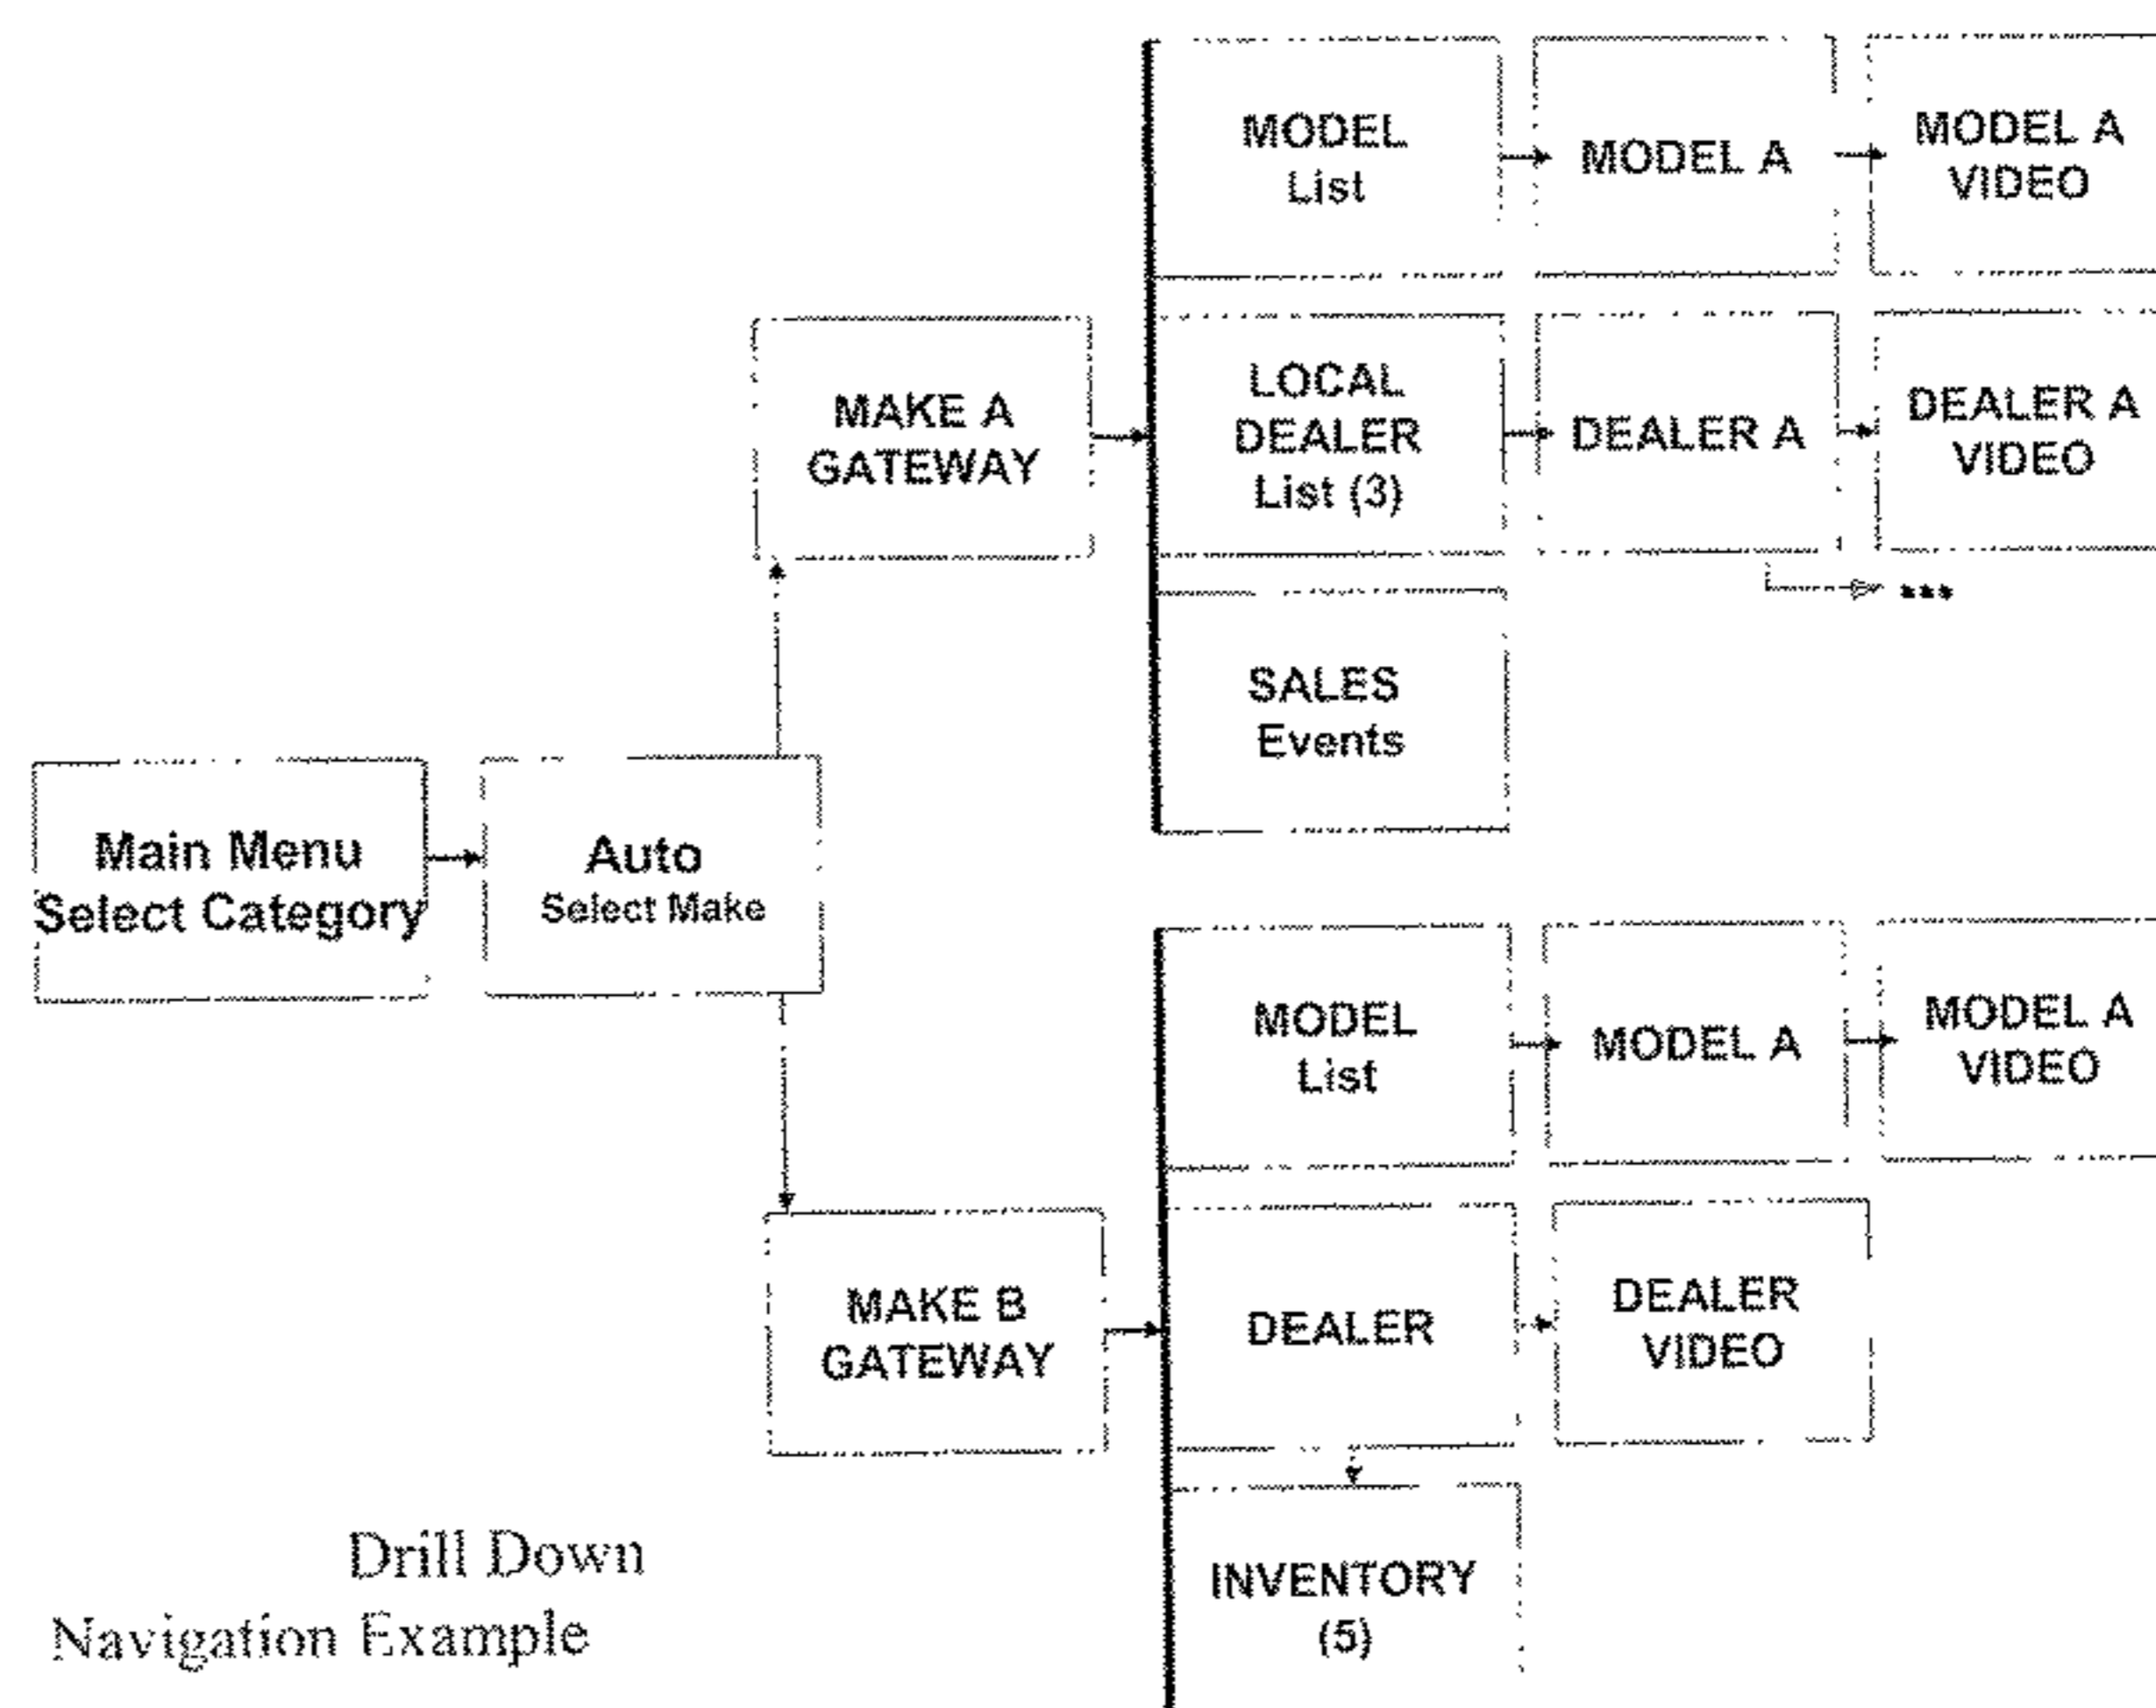 MODEL
List
MODEL A
MODEL A
VIDEO
MAKE A
GATEWAY
LOCAL
DEALER
List (3)
DEALER A
DEALER A
VIDEO
***
SALES
Events
Main Menu
Select Category
Auto
Select Make
MODEL
List
MODEL A
MODEL A
VIDEO
MAKE B
GATEWAY
DEALER
DEALER
VIDEO
INVENTORY
(5)
Drill Down
Navigation Example